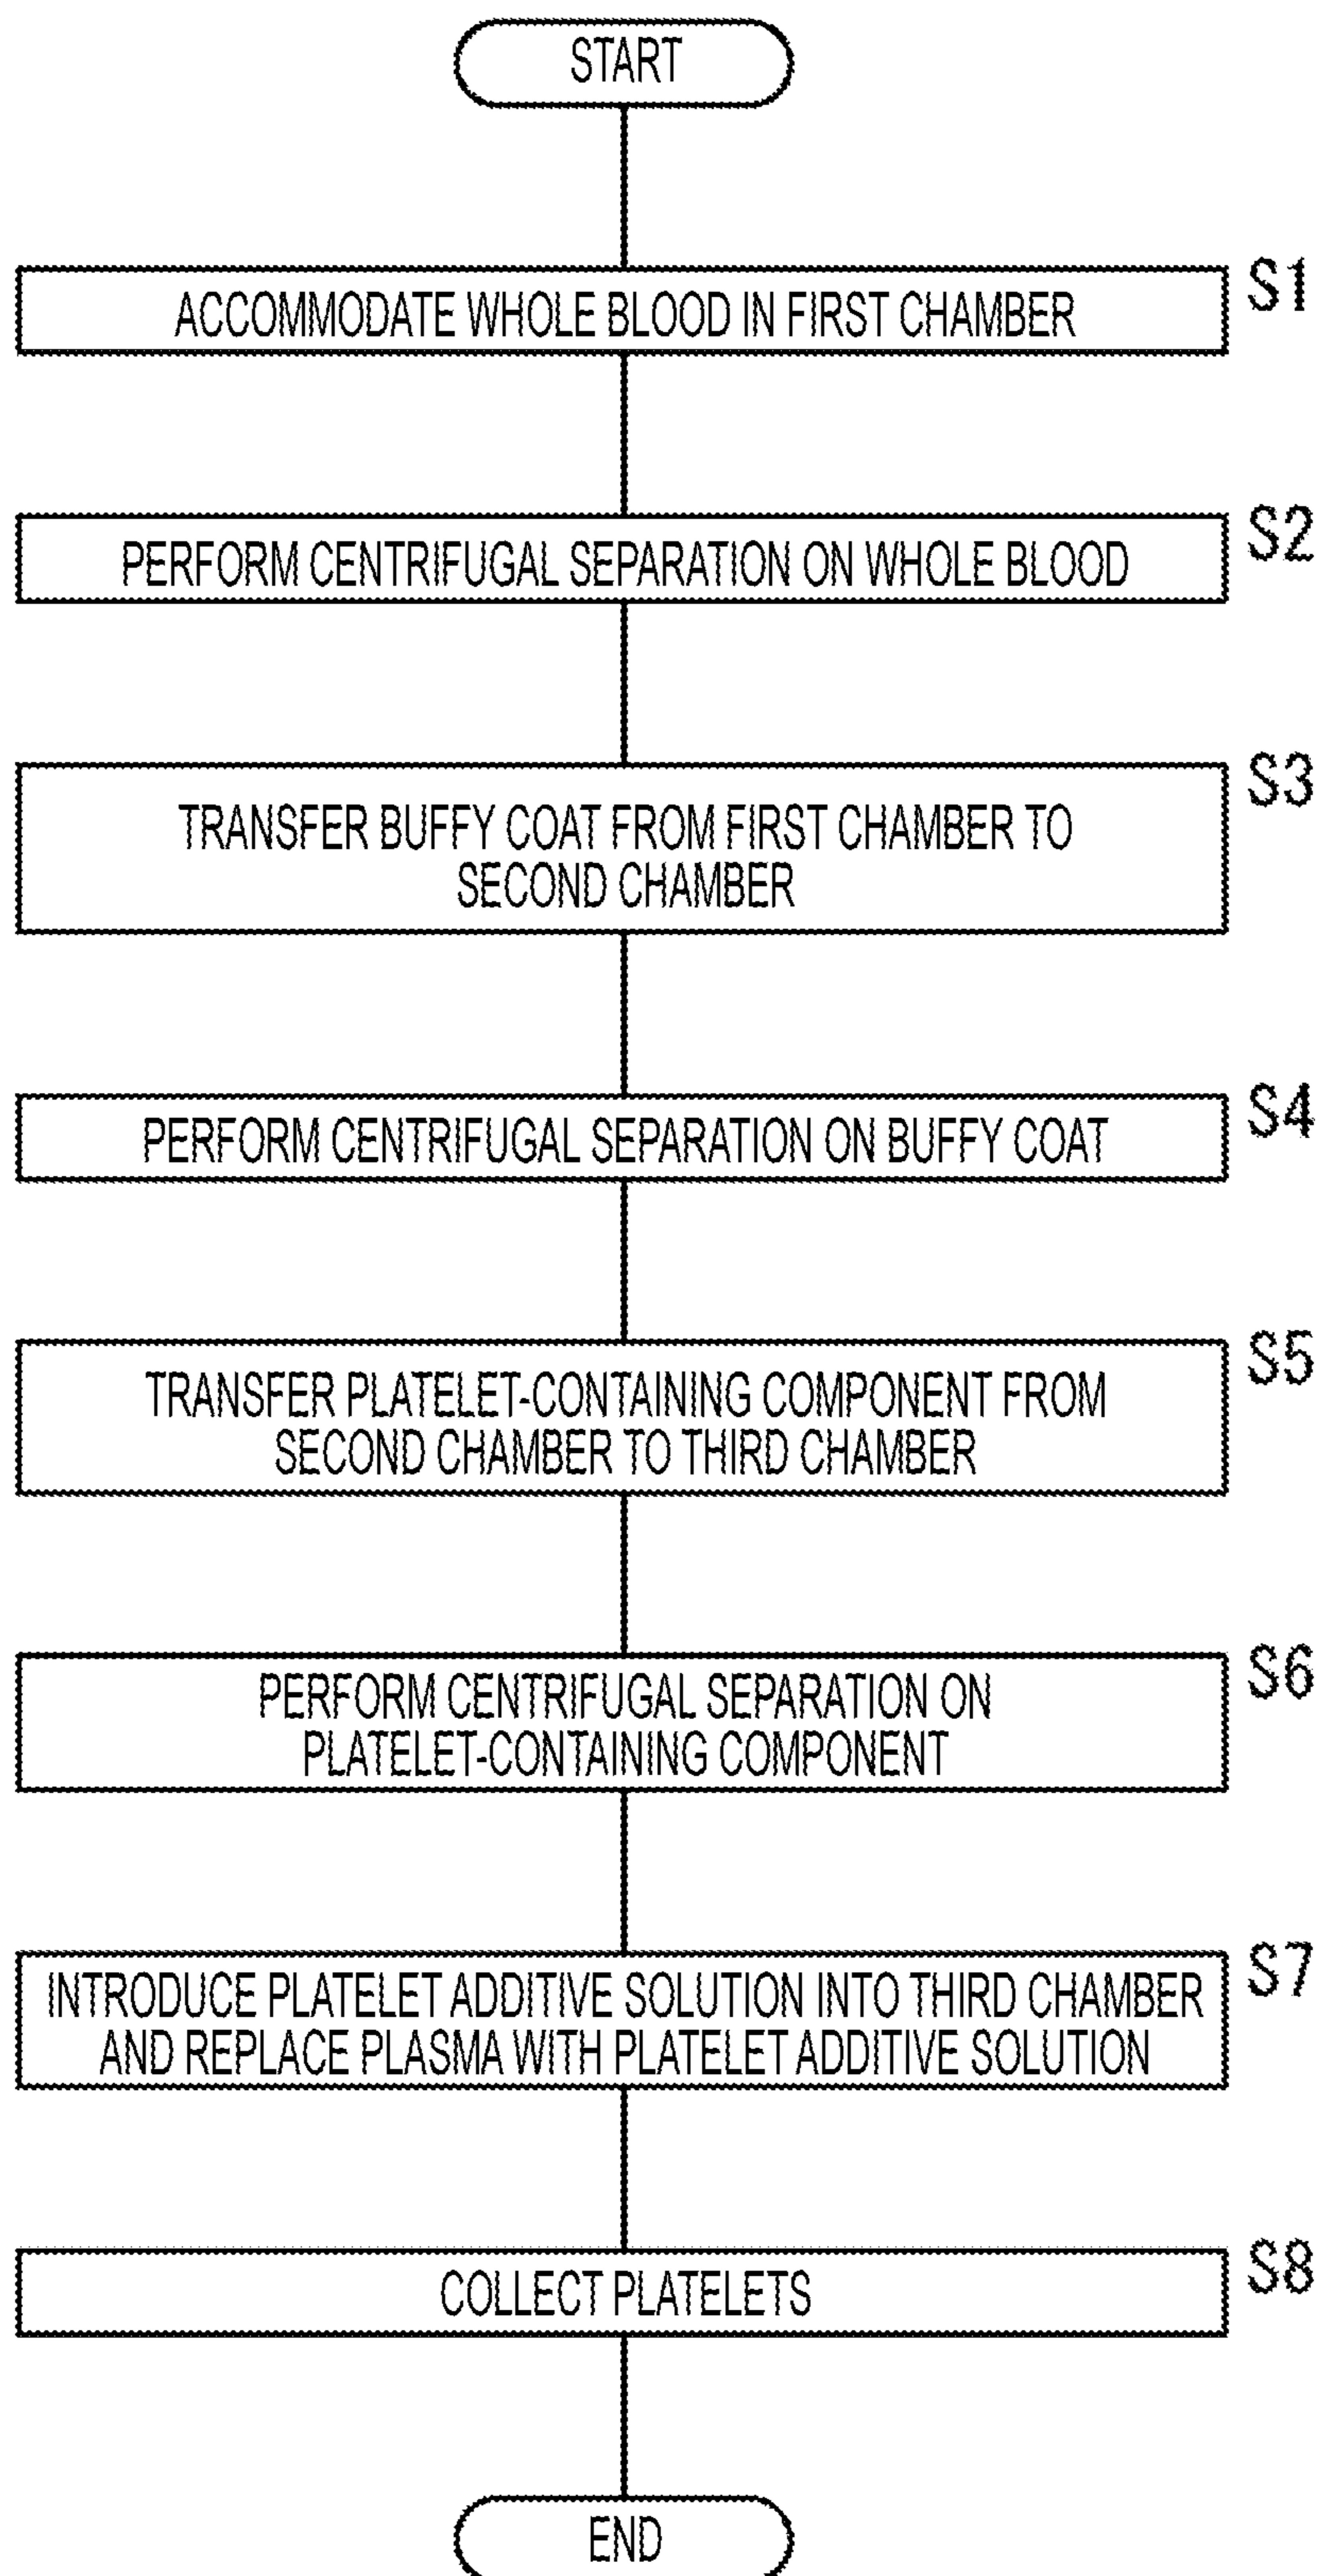 START
S1
ACCOMMODATE WHOLE BLOOD IN FIRST CHAMBER
S2
PERFORM CENTRIFUGAL SEPARATION ON WHOLE BLOOD
S3
TRANSFER BUFFY COAT FROM FIRST CHAMBER TO
SECOND CHAMBER
S4
PERFORM CENTRIFUGAL SEPARATION ON BUFFY COAT
S5
TRANSFER PLATELET-CONTAINING COMPONENT FROM
SECOND CHAMBER TO THIRD CHAMBER
S6
PERFORM CENTRIFUGAL SEPARATION ON
PLATELET-CONTAINING COMPONENT
S7
INTRODUCE PLATELET ADDITIVE SOLUTION INTO THIRD CHAMBER
AND REPLACE PLASMA WITH PLATELET ADDITIVE SOLUTION
S8
COLLECT PLATELETS
END